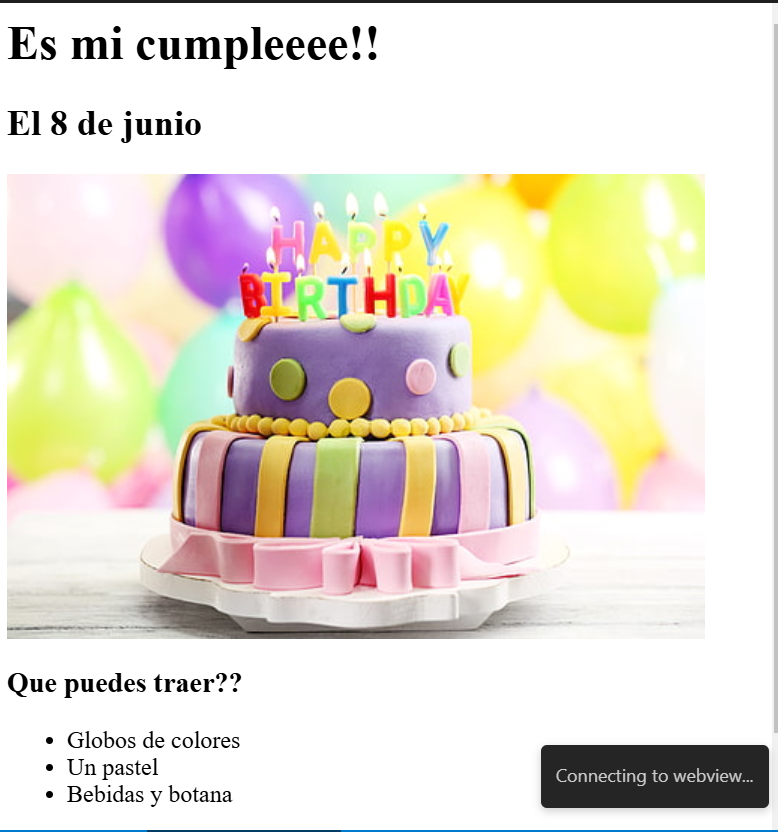 Es mi cumpleeee!!
El 8 de junio
HAPPY
BIRTHDAY
Que puedes traer??
Globos de colores
Un pastel
Bebidas y botana
Connecting to webview...